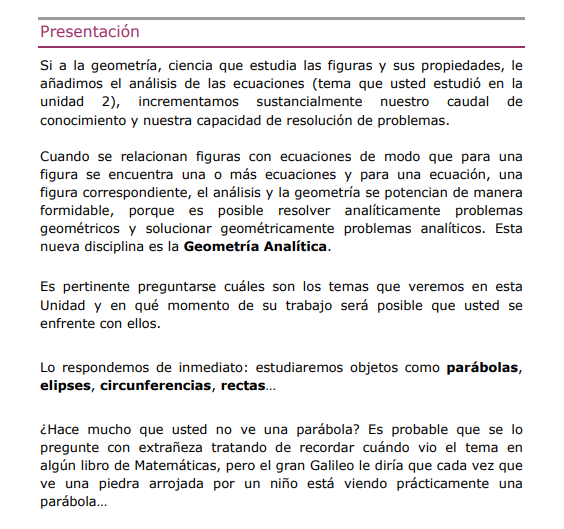 Presentación
Si a la geometría, ciencia que estudia las figuras y sus propiedades, le
añadimos el análisis de las ecuaciones (tema que usted estudió en la
unidad 2), incrementamos sustancialmente nuestro caudal de
conocimiento y nuestra capacidad de resolución de problemas.
Cuando se relacionan figuras con ecuaciones de modo que para una
figura se encuentra una o más ecuaciones y para una ecuación, una
figura correspondiente, el análisis y la geometría se potencian de manera
formidable, porque es posible resolver analíticamente problemas
geométricos y solucionar geométricamente problemas analíticos. Esta
nueva disciplina es la Geometría Analítica.
Es pertinente preguntarse cuáles son los temas que veremos en esta
Unidad y en qué momento de su trabajo será posible que usted se
enfrente con ellos.
Lo respondemos de inmediato: estudiaremos objetos como parábolas,
elipses, circunferencias, rectas…
¿Hace mucho que usted no ve una parábola? Es probable que se lo
pregunte con extrañeza tratando de recordar cuándo vio el tema en
algún libro de Matemáticas, pero el gran Galileo le diría que cada vez que
ve una piedra arrojada por un niño está viendo prácticamente una
parábola…